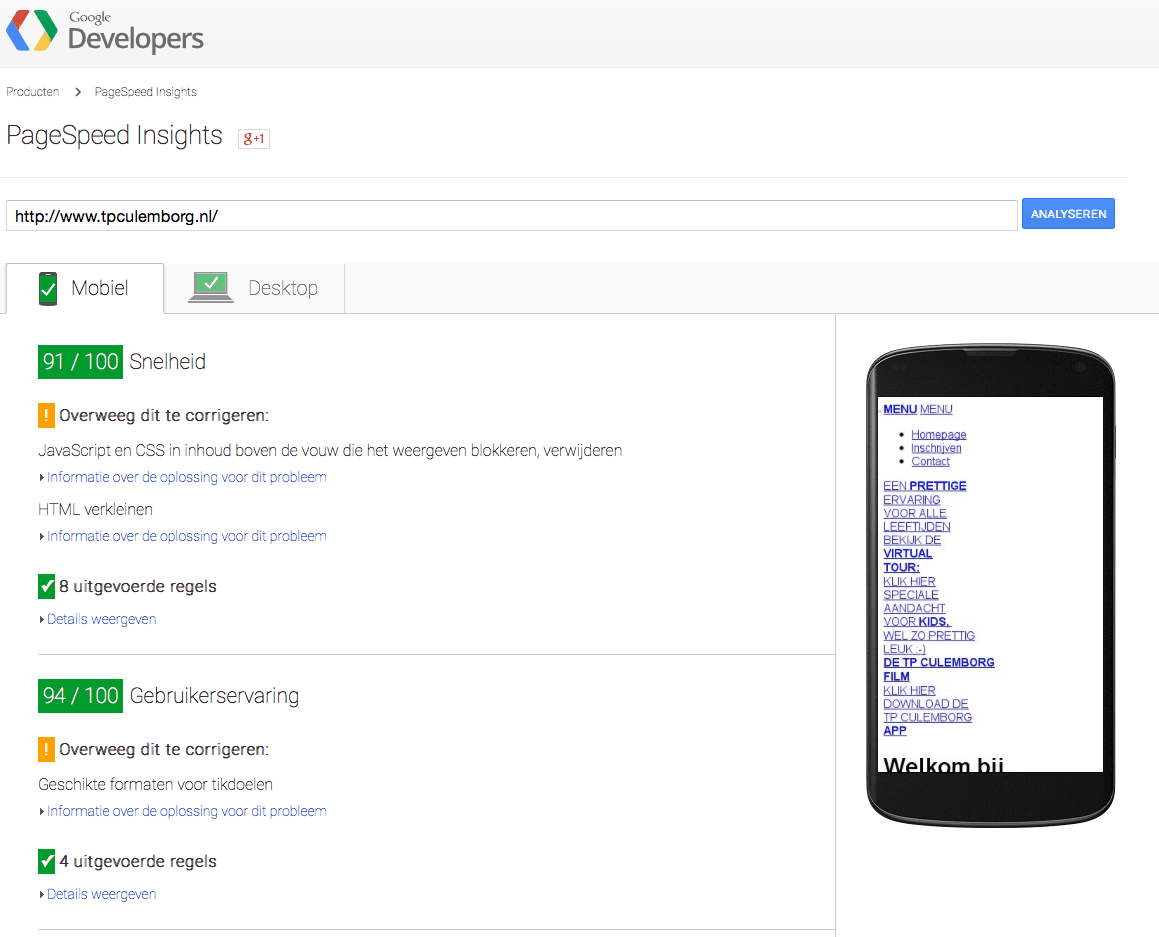 Google
Developers
Producten > PageSpeed Insights
PageSpeed Insights g+1
http://www.tpculemborg.nl/ ANALYSEREN
Mobiel Desktop
91 / 100 Snelheid
! Overweeg dit te corrigeren:
JavaScript en CSS in inhoud boven de vouw die het weergeven blokkeren, verwijderen
Informatie over de oplossing voor dit probleem
HTML verkleinen
Informatie over de oplossing voor dit probleem
8 uitgevoerde regels
Details weergeven
94 / 100 Gebruikerservaring
! Overweeg dit te corrigeren:
Geschikte formaten voor tikdoelen
Informatie over de oplossing voor dit probleem
4 uitgevoerde regels
Details weergeven
MENU MENU
Homepage
Inschrijven
Contact
EEN PRETTIGE
ERVARING
VOOR ALLE
LEEFTIJDEN
BEKIJK DE
VIRTUAL
TOUR:
KLIK HIER
SPECIALE
AANDACHT
VOOR KIDS,
WEL ZO PRETTIG
LEUK :-)
DE TP CULEMBORG
FILM
KLIK HIER
DOWNLOAD DE
TP CULEMBORG
APP
Welkom bij